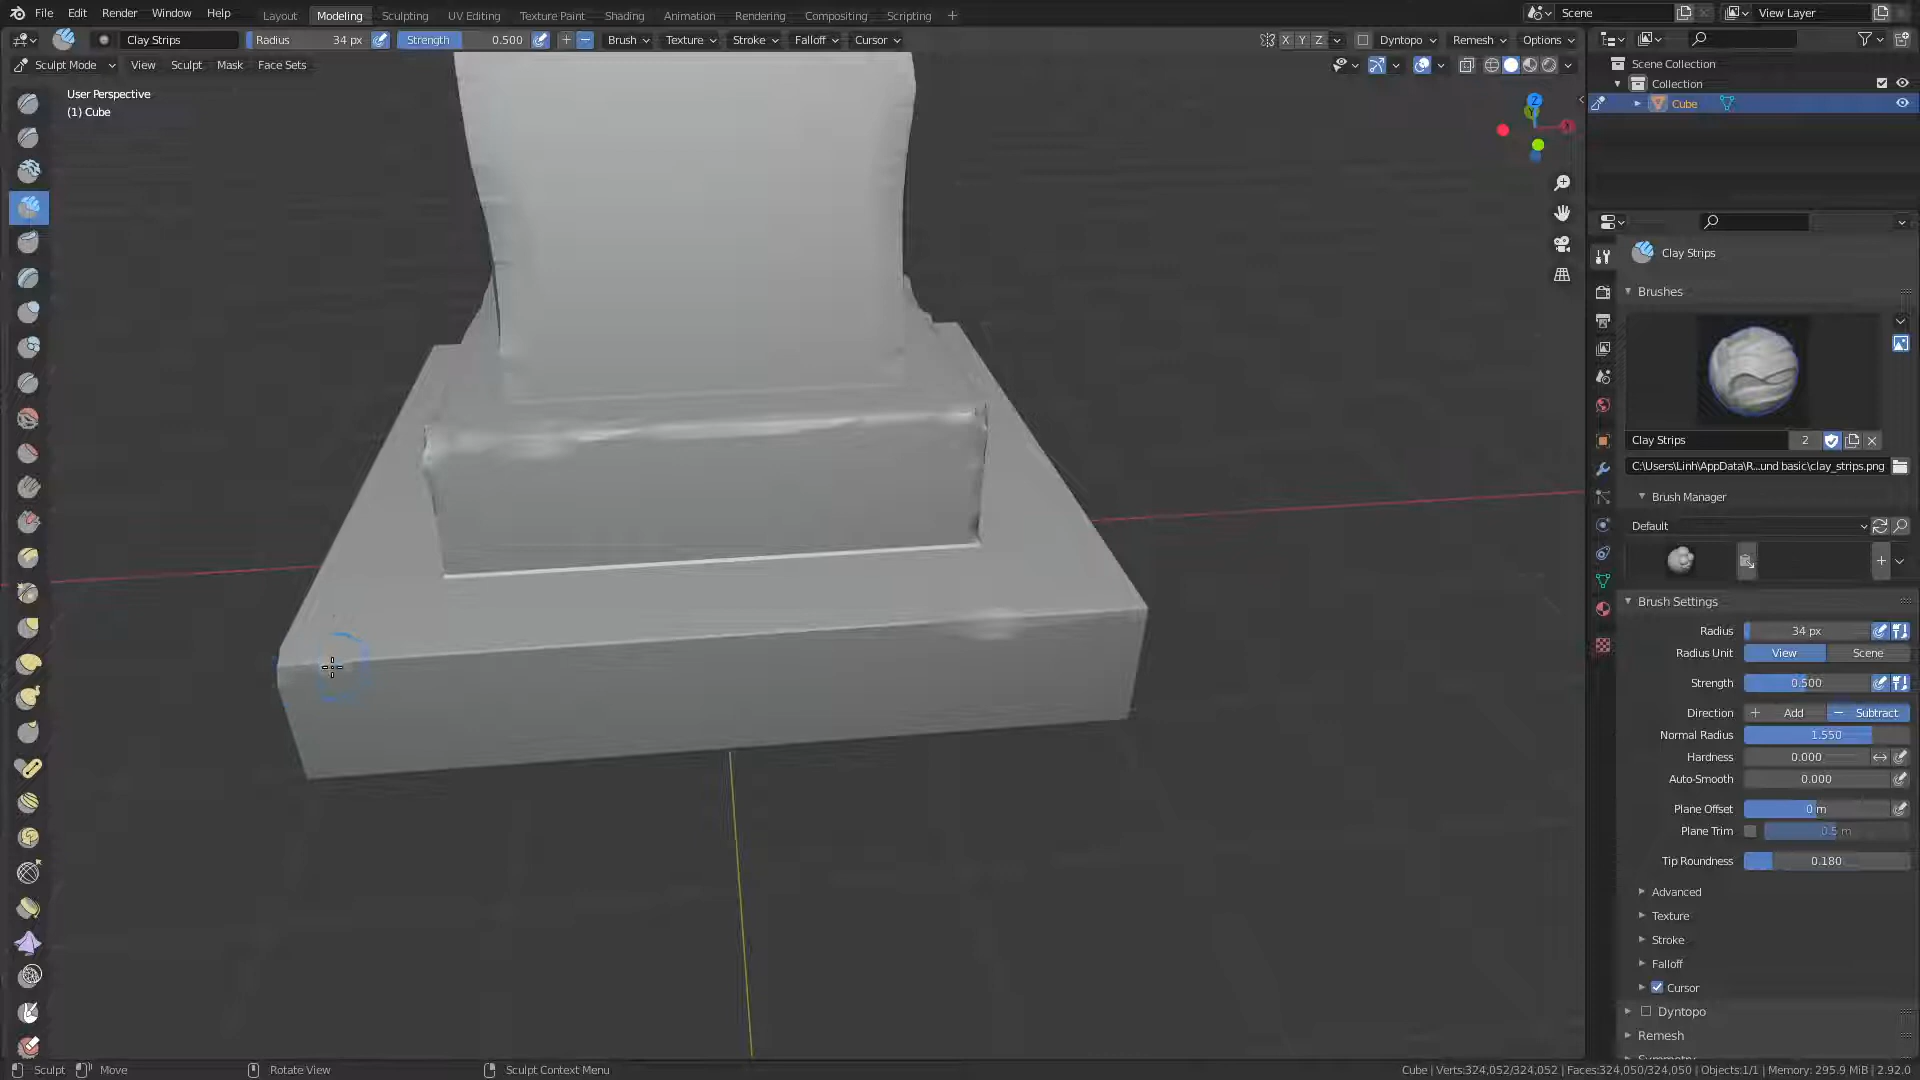 File Edit Render Window Help Layout Modeling Sculpting UV Editing Texture Paint Shading Animation Rendering Compositing Scripting + Scene View Layer
Clay Strips Radius 34 px Strength 0.500 + − Brush Texture Stroke Falloff Cursor X Y Z Dyntopo Remesh Options
Sculpt Mode View Sculpt Mask Face Sets
Scene Collection
Collection
Cube
User Perspective
(1) Cube
Z
Clay Strips
Brushes
Clay Strips 2
C:\Users\Linh\AppData\R...und basic\clay_strips.png
Brush Manager
Default
+
Brush Settings
Radius 34 px
Radius Unit View Scene
Strength 0.500
Direction + Add − Subtract
Normal Radius 1.550
Hardness 0.000
Auto-Smooth 0.000
Plane Offset 0 m
Plane Trim 0.5 m
Tip Roundness 0.180
Advanced
Texture
Stroke
Falloff
Cursor
Dyntopo
Remesh
Symmetry
Sculpt Move Rotate View Sculpt Context Menu Cube | Verts:324,052/324,052 | Faces:324,050/324,050 | Objects:1/1 | Memory: 295.9 MiB | 2.92.0